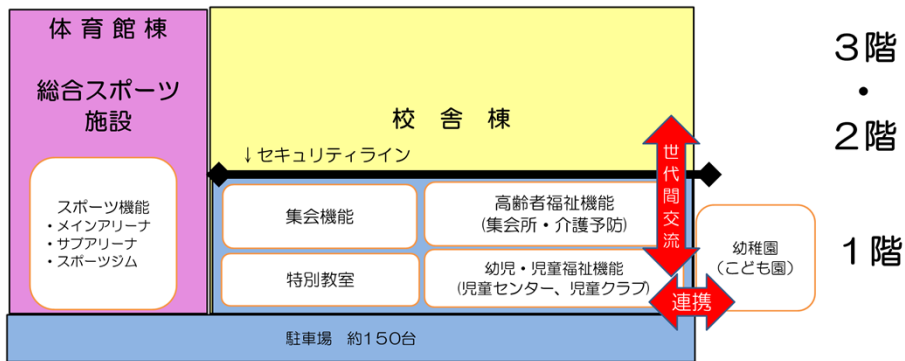 体育館棟
総合スポーツ
施設
スポーツ機能
・メインアリーナ
・サブアリーナ
・スポーツジム
校舎棟
↓セキュリティライン
集会機能
高齢者福祉機能
(集会所・介護予防)
特別教室
幼児・児童福祉機能
(児童センター、児童クラブ)
世代間交流
連携
幼稚園
(こども園)
3階
・
2階
1階
駐車場 約150台